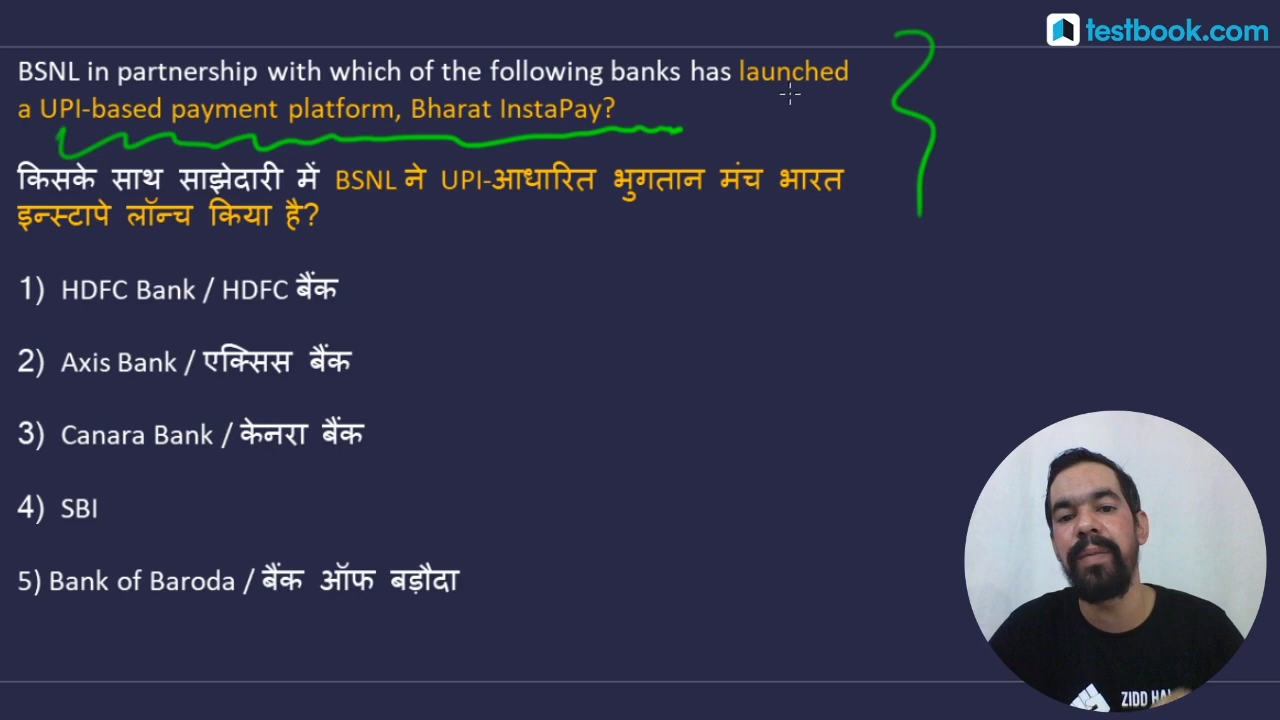 testbook.com
BSNL in partnership with which of the following banks has launched
a UPI-based payment platform, Bharat InstaPay?
किसके साथ साझेदारी में BSNL ने UPI-आधारित भुगतान मंच भारत
इन्स्टापे लॉन्च किया है?
1) HDFC Bank / HDFC बैंक
2) Axis Bank / एक्सिस बैंक
3) Canara Bank / केनरा बैंक
4) SBI
5) Bank of Baroda / बैंक ऑफ बड़ौदा
ZIDD